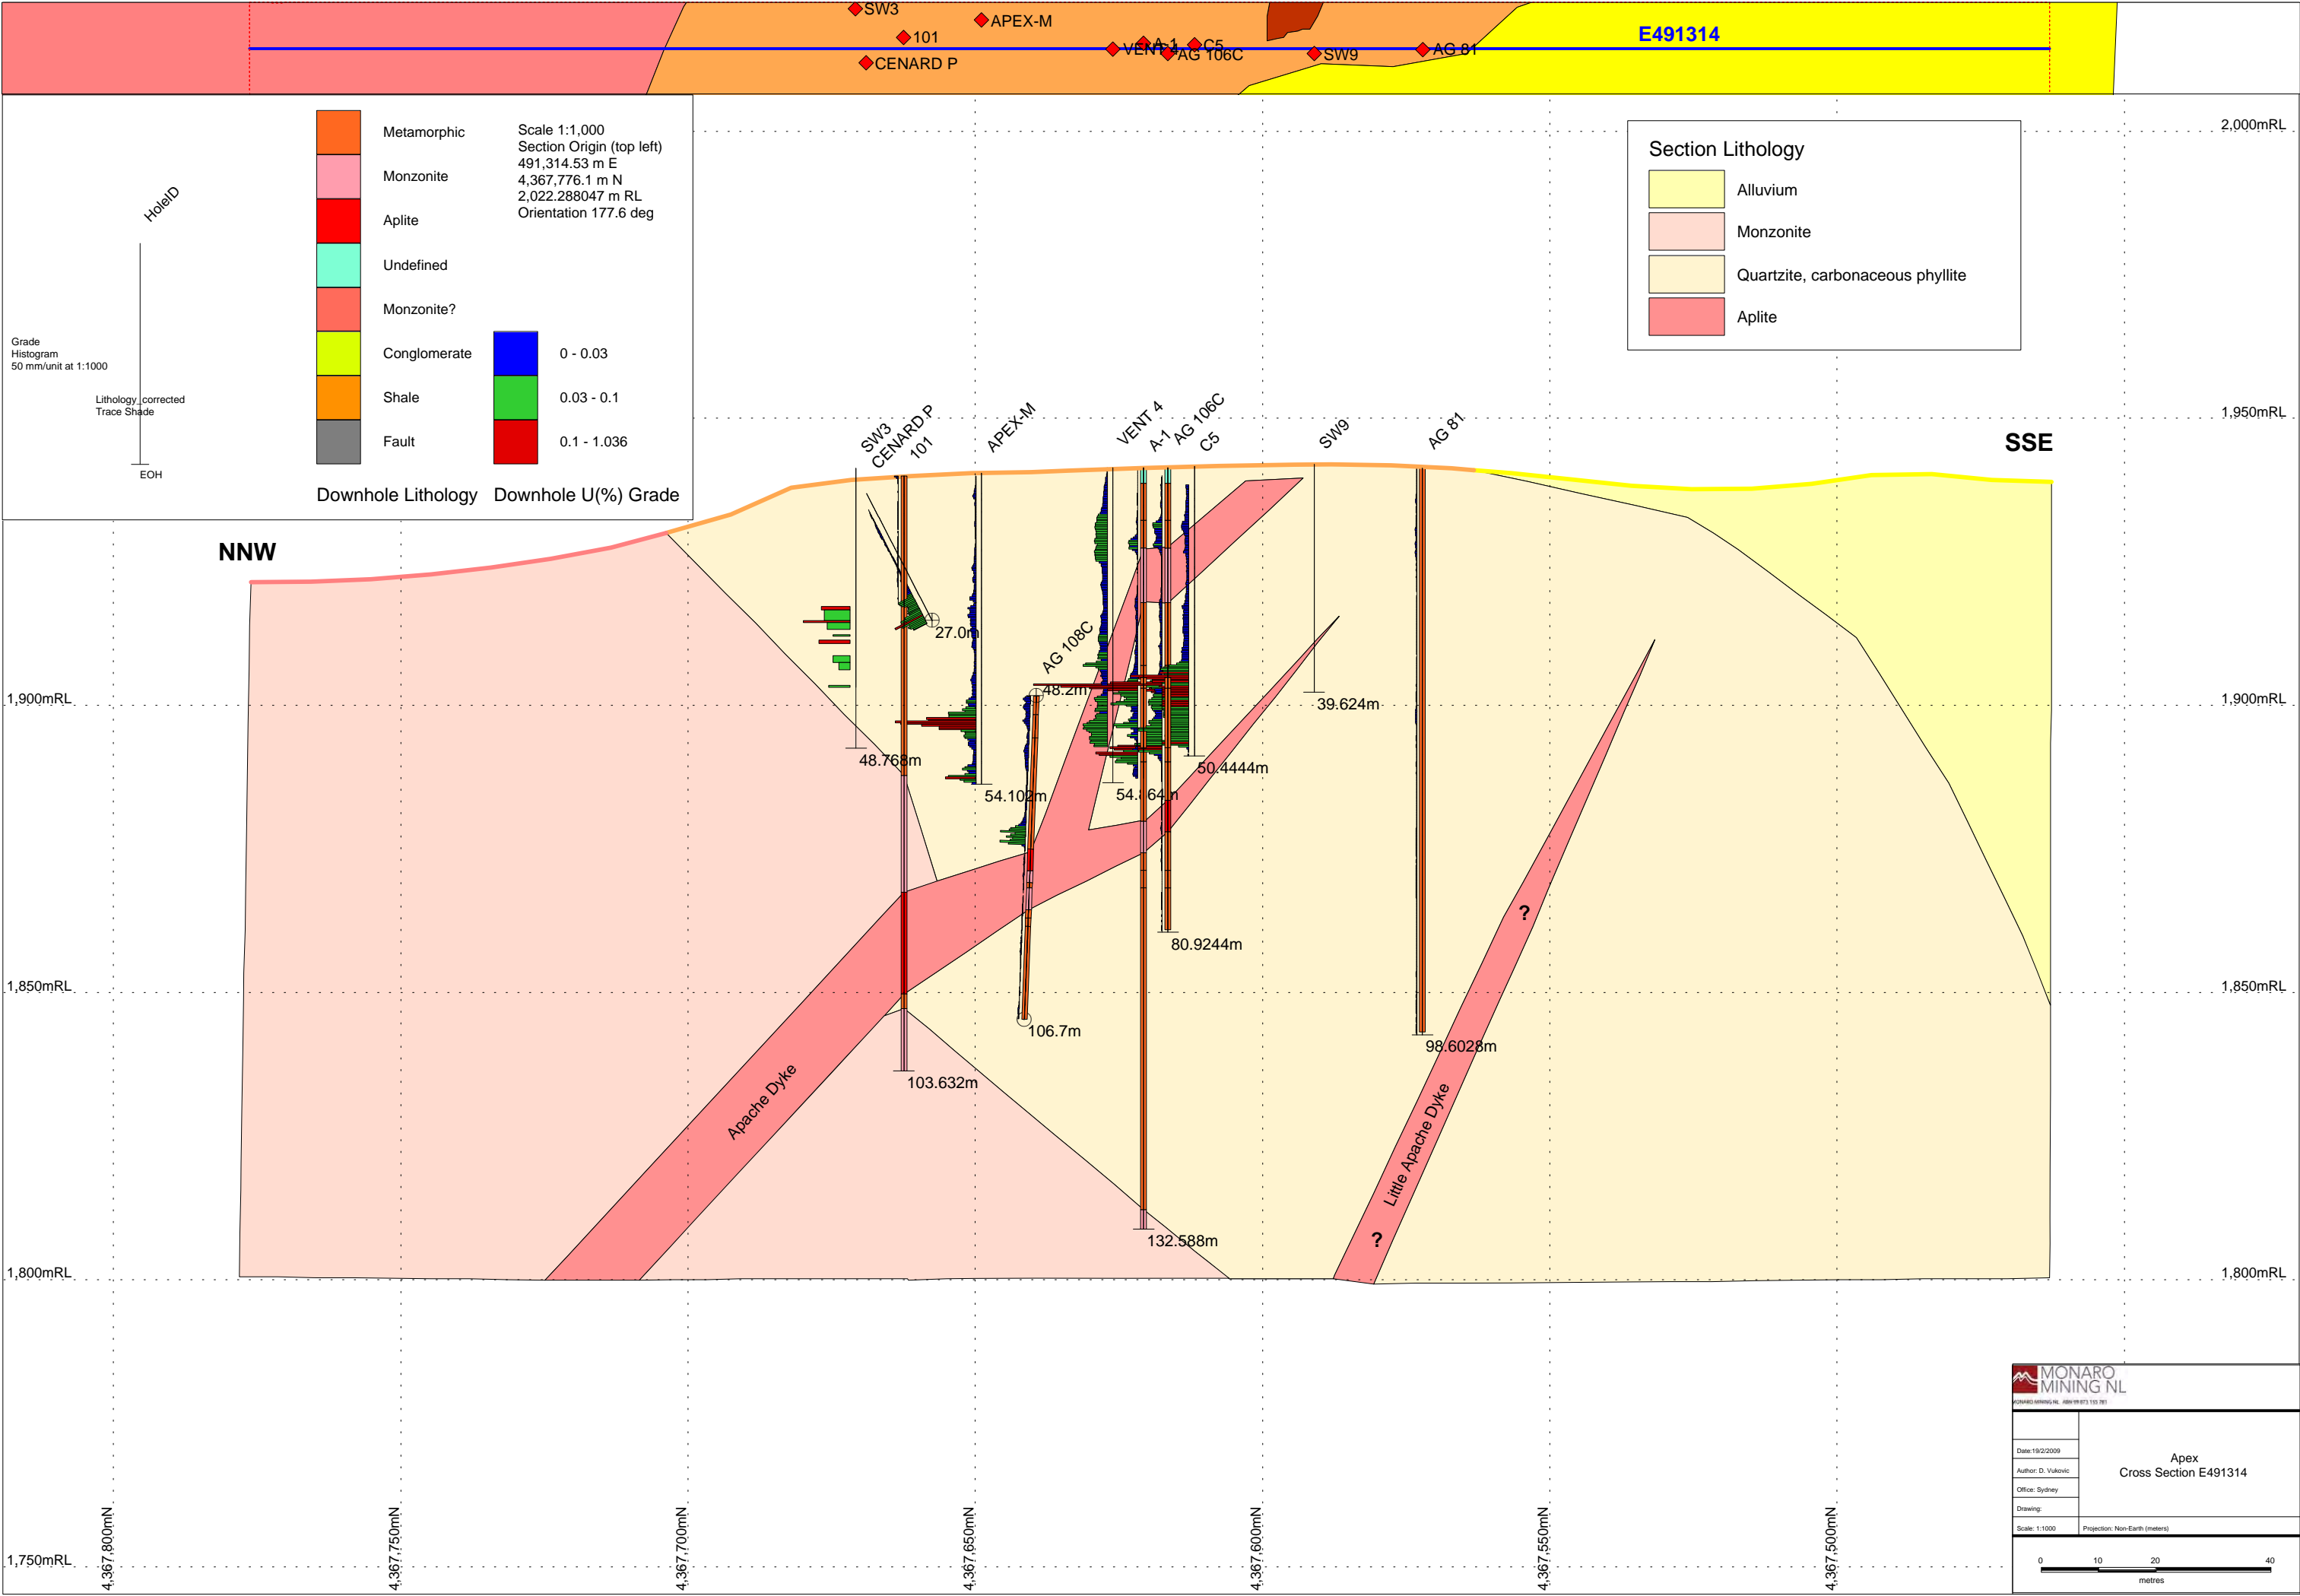 SW3
APEX-M
101
CENARD P
VENT 4
A-1
C5
AG 106C
SW9
AG 81
E491314
HoleID
Grade
Histogram
50 mm/unit at 1:1000
Lithology_corrected
Trace Shade
EOH
Metamorphic
Monzonite
Aplite
Undefined
Monzonite?
Conglomerate
Shale
Fault
Downhole Lithology
Scale 1:1,000
Section Origin (top left)
491,314.53 m E
4,367,776.1 m N
2,022.288047 m RL
Orientation 177.6 deg
0 - 0.03
0.03 - 0.1
0.1 - 1.036
Downhole U(%) Grade
Section Lithology
Alluvium
Monzonite
Quartzite, carbonaceous phyllite
Aplite
2,000mRL
1,950mRL
NNW
SSE
SW3
CENARD P
101
APEX-M
VENT 4
A-1
AG 106C
C5
SW9
AG 81
27.0m
AG 108C
48.2m
1,900mRL
39.624m
1,900mRL
48.768m
54.102m
54.864m
50.4444m
?
80.9244m
1,850mRL
1,850mRL
106.7m
98.6028m
103.632m
Apache Dyke
Little Apache Dyke
132.588m
?
1,800mRL
1,800mRL
1,750mRL
4,367,800mN
4,367,750mN
4,367,700mN
4,367,650mN
4,367,600mN
4,367,550mN
4,367,500mN
MONARO
MINING NL
Date:19/2/2009
Author: D. Vukovic
Office: Sydney
Drawing:
Scale: 1:1000
Apex
Cross Section E491314
Projection: Non-Earth (meters)
0 10 20 40
metres